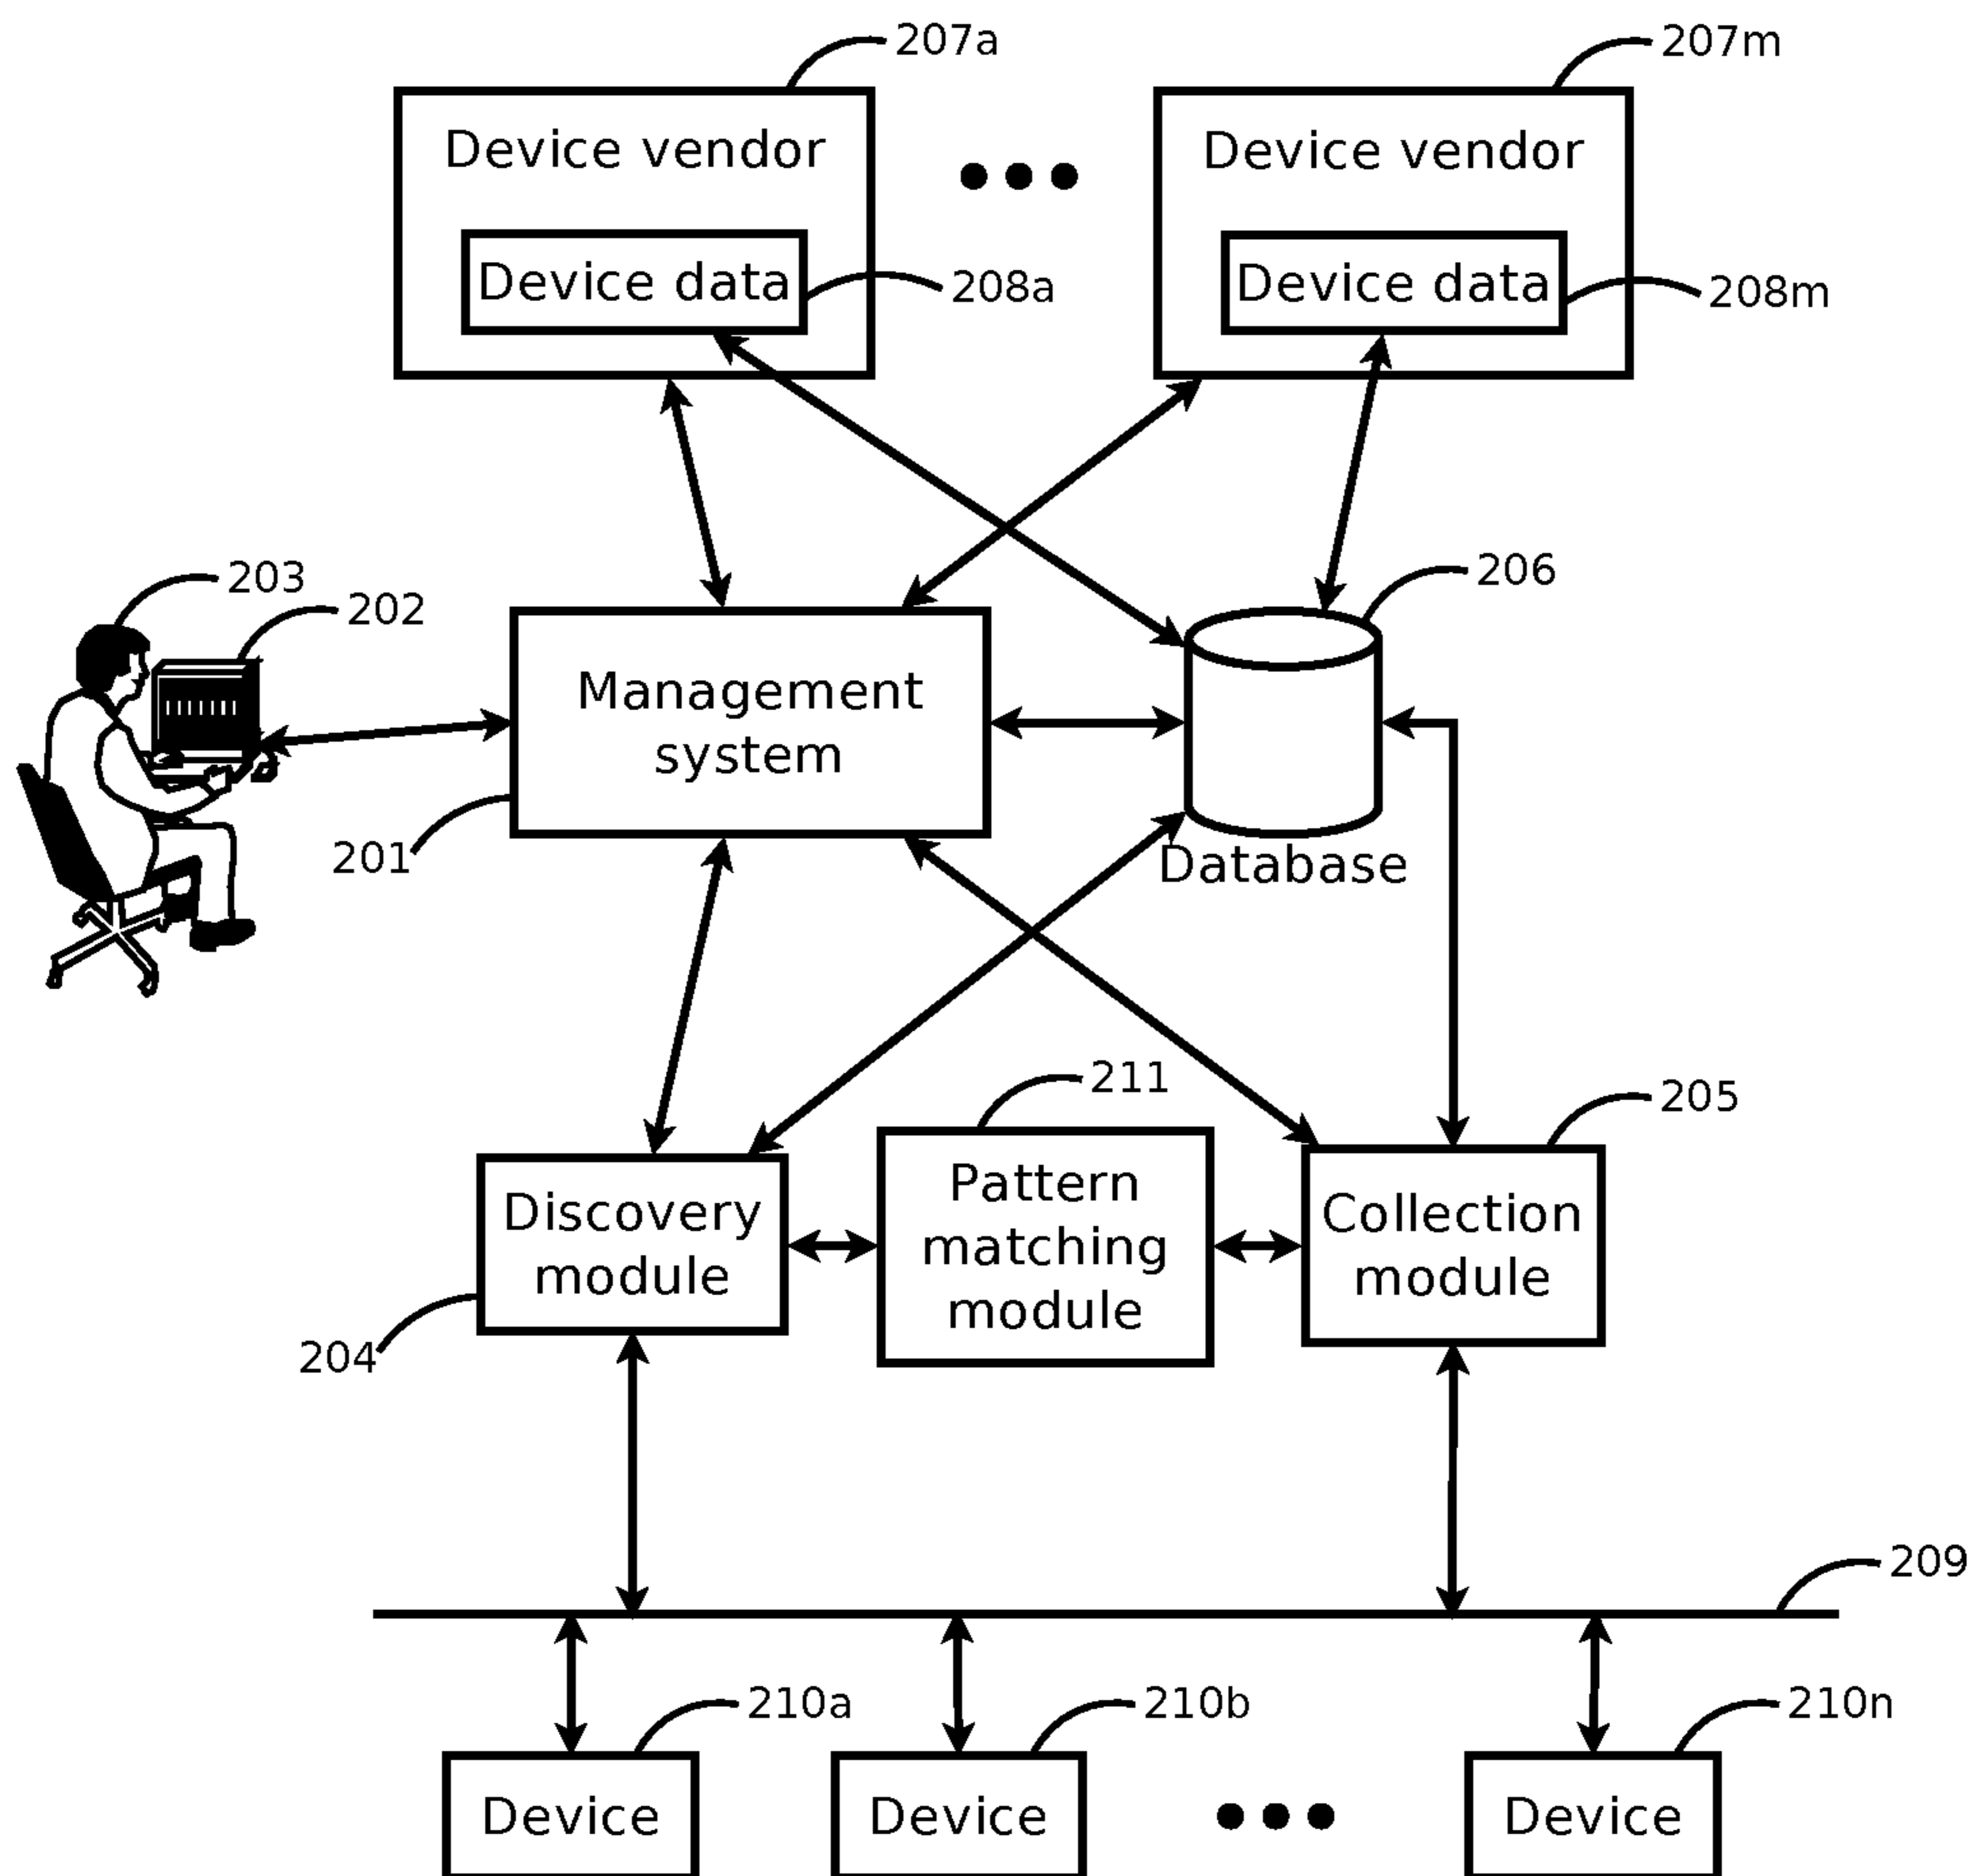 207a
207m
Device vendor
Device vendor
Device data
208a
Device data
208m
203
202
206
Management
system
201
Database
211
205
Discovery
module
Pattern
matching
module
Collection
module
204
209
210a
210b
210n
Device
Device
Device